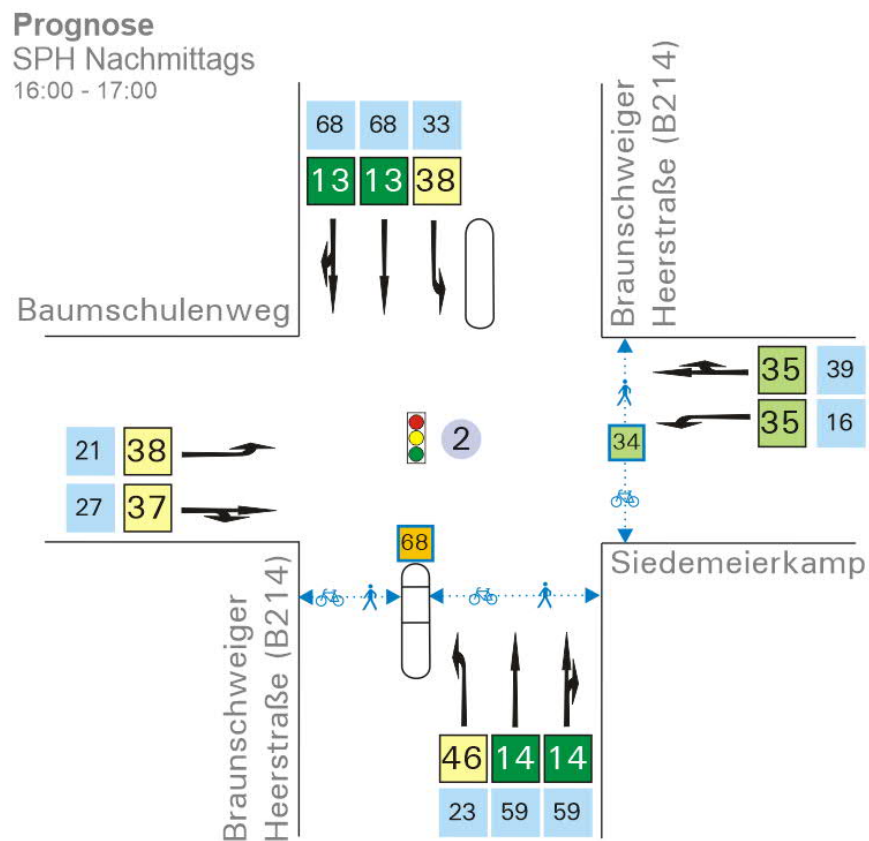 Prognose
SPH Nachmittags
16:00 - 17:00
Braunschweiger
Heerstraße (B214)
68 68 33
13 13 38
Baumschulenweg
35 39
35 16
34
21 38
27 37
2
68
Siedemeierkamp
Braunschweiger
Heerstraße (B214)
46 14 14
23 59 59